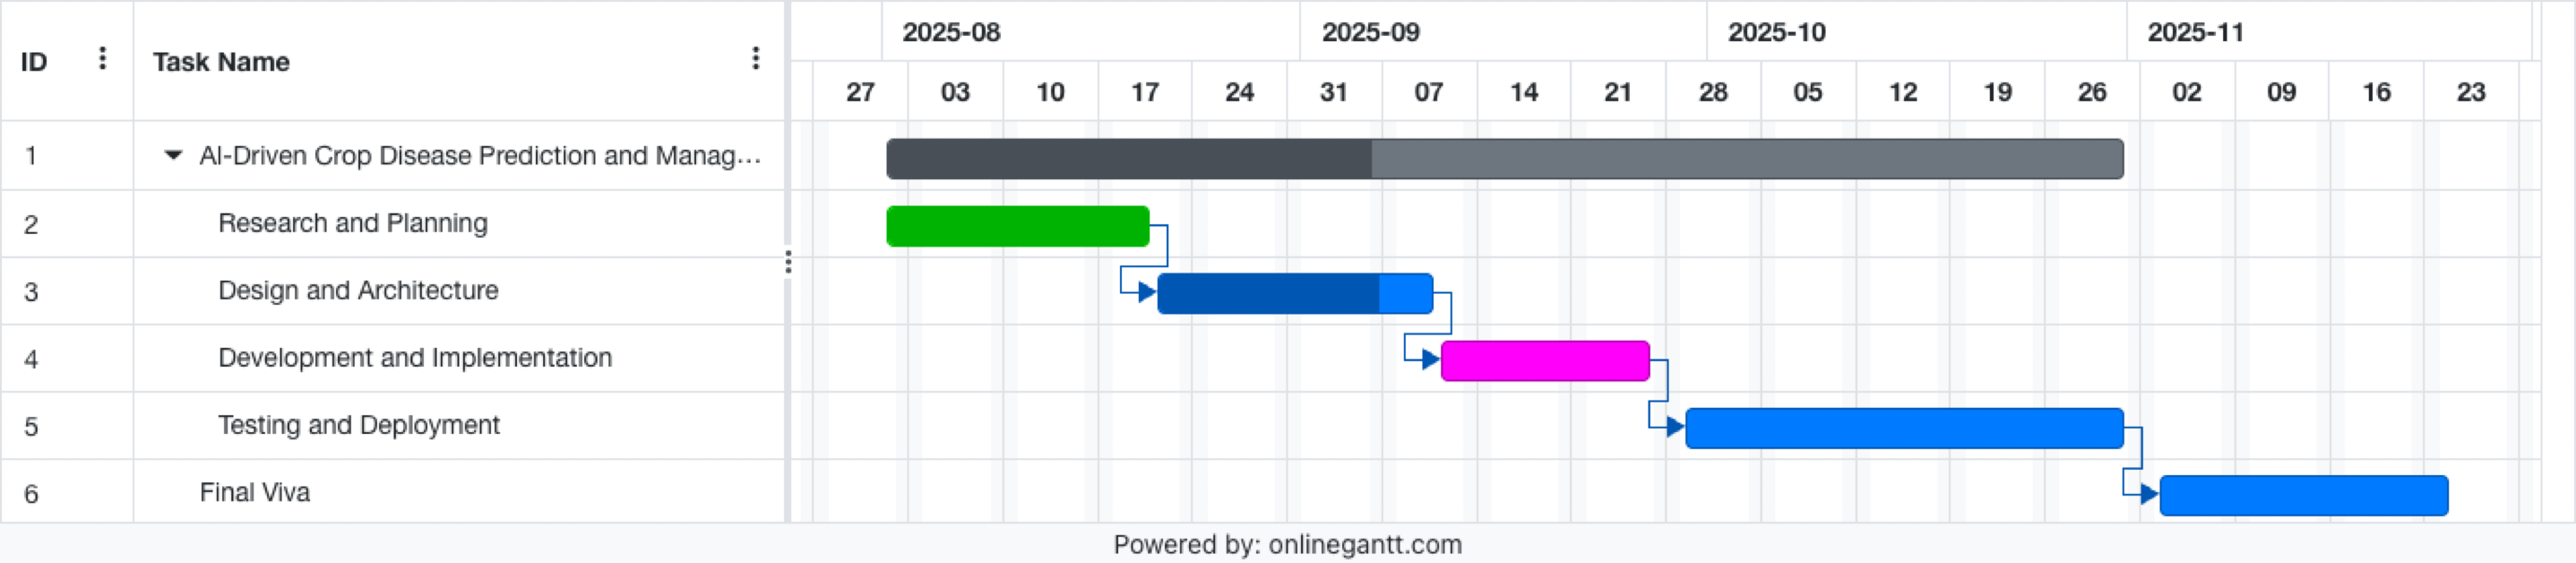 ID Task Name 2025-08 2025-09 2025-10 2025-11
27 03 10 17 24 31 07 14 21 28 05 12 19 26 02 09 16 23
1 AI-Driven Crop Disease Prediction and Manag...
2 Research and Planning
3 Design and Architecture
4 Development and Implementation
5 Testing and Deployment
6 Final Viva
Powered by: onlinegantt.com